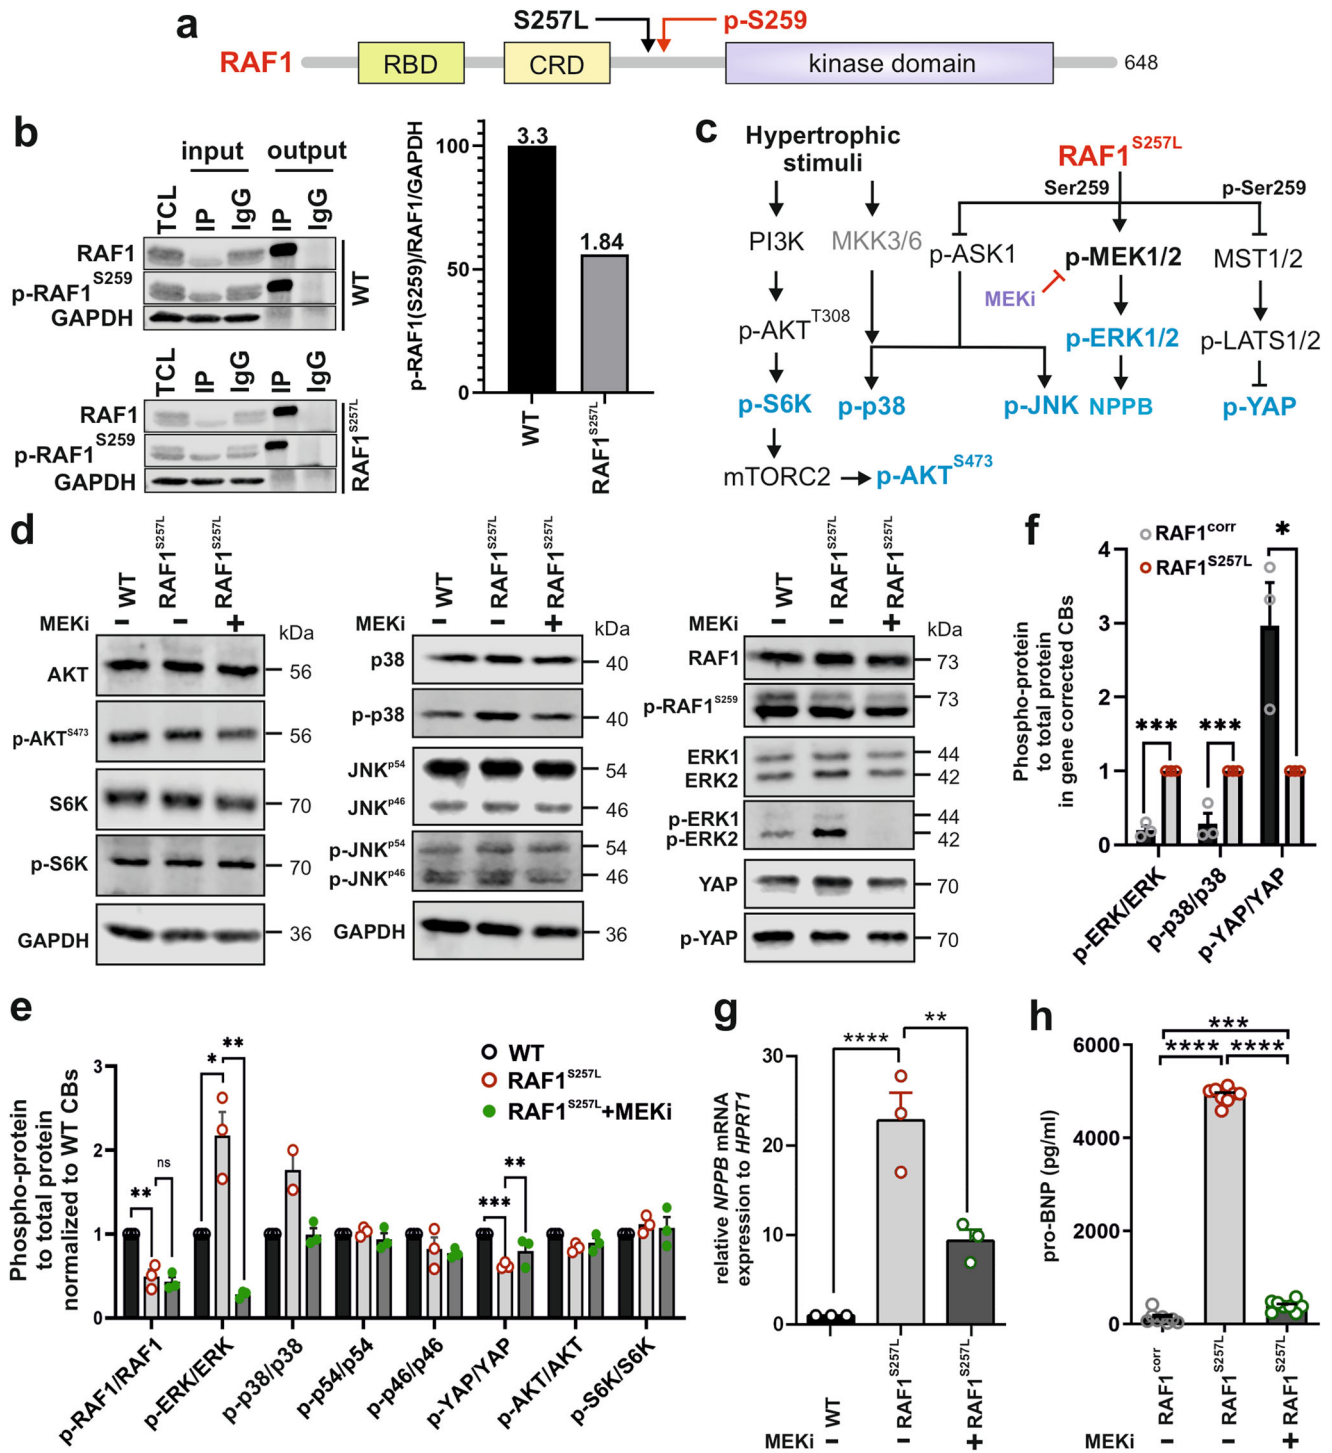 a
S257L
p-S259
RAF1
RBD
CRD
kinase domain
648
b
input
output
TCL
IP
IgG
IP
IgG
RAF1
p-RAF1S259
GAPDH
WT
TCL
IP
IgG
IP
IgG
RAF1
p-RAF1S259
GAPDH
RAF1S257L
p-RAF1(S259)/RAF1/GAPDH
100
50
0
3.3
1.84
WT
RAF1S257L
c
Hypertrophic
stimuli
RAF1S257L
Ser259
p-Ser259
PI3K
MKK3/6
p-ASK1
p-MEK1/2
MST1/2
MEKi
p-AKTT308
p-ERK1/2
p-LATS1/2
p-S6K
p-p38
p-JNK
NPPB
p-YAP
mTORC2
p-AKTS473
d
WT
RAF1S257L
RAF1S257L
MEKi
− − +
kDa
AKT
56
p-AKTS473
56
S6K
70
p-S6K
70
GAPDH
36
WT
RAF1S257L
RAF1S257L
MEKi
− − +
kDa
p38
40
p-p38
40
JNKp54
54
JNKp46
46
p-JNKp54
54
p-JNKp46
46
GAPDH
36
WT
RAF1S257L
RAF1S257L
MEKi
− − +
kDa
RAF1
73
p-RAF1S259
73
ERK1
44
ERK2
42
p-ERK1
44
p-ERK2
42
YAP
70
p-YAP
70
f
RAF1corr
RAF1S257L
Phospho-protein
to total protein
in gene corrected CBs
4
3
2
1
0
***
***
*
p-ERK/ERK
p-p38/p38
p-YAP/YAP
e
WT
RAF1S257L
RAF1S257L+MEKi
Phospho-protein
to total protein
normalized to WT CBs
3
2
1
0
**
ns
*
**
***
**
p-RAF1/RAF1
p-ERK/ERK
p-p38/p38
p-p54/p54
p-p46/p46
p-YAP/YAP
p-AKT/AKT
p-S6K/S6K
g
relative NPPB mRNA
expression to HPRT1
30
20
10
0
****
**
WT
RAF1S257L
RAF1S257L
MEKi
− − +
h
pro-BNP (pg/ml)
6000
4000
2000
0
***
****
****
RAF1corr
RAF1S257L
RAF1S257L
MEKi
− − +